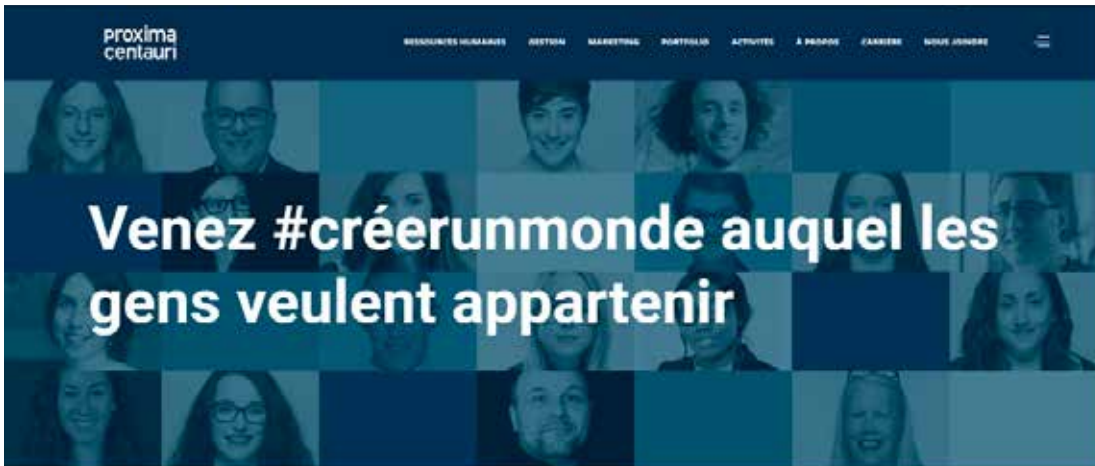 proxima
centauri
RESSOURCES HUMAINES GESTION MARKETING PORTFOLIO ACTIVITÉS À PROPOS CARRIÈRE NOUS JOINDRE
Venez #créerunmonde auquel les
gens veulent appartenir